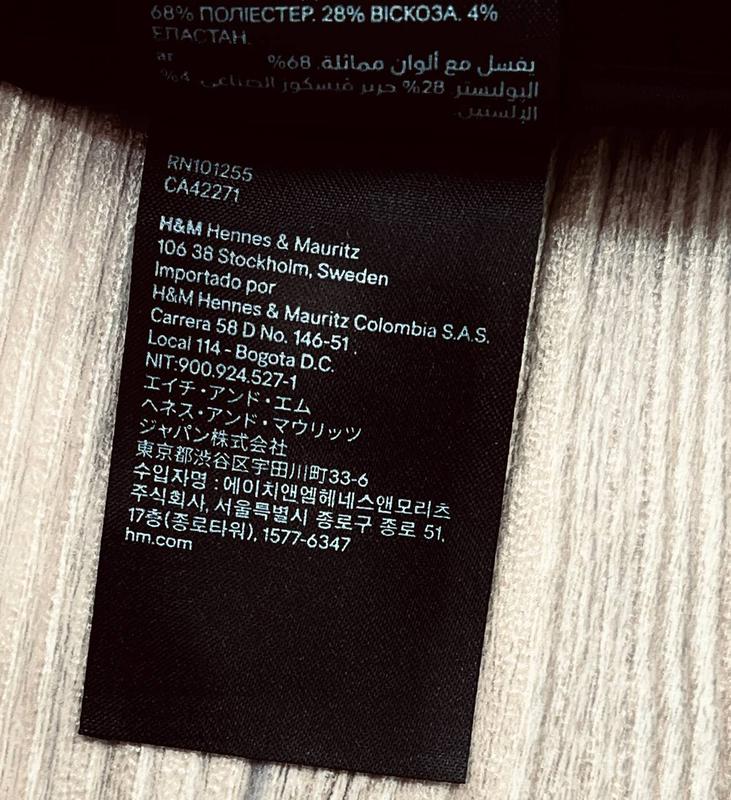 68% ПОЛІЕСТЕР. 28% ВІСКОЗА. 4%
ЕЛАСТАН.
ar يغسل مع ألوان مماثلة. 68%
البوليستر. 28% حرير فيسكوز الصناعي. 4%
الإلستين.
RN101255
CA42271
H&M Hennes & Mauritz
106 38 Stockholm, Sweden
Importado por
H&M Hennes & Mauritz Colombia S.A.S.
Carrera 58 D No. 146-51.
Local 114 - Bogota D.C.
NIT:900.924.527-1
エイチ・アンド・エム
ヘネス・アンド・マウリッツ
ジャパン株式会社
東京都渋谷区宇田川町33-6
수입자명 : 에이치앤엠헤네스앤모리츠
주식회사, 서울특별시 종로구 종로 51,
17층(종로타워), 1577-6347
hm.com